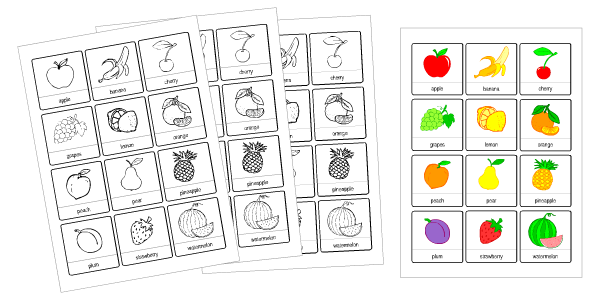 apple banana cherry
grapes lemon orange
peach pear pineapple
plum strawberry watermelon
cherry
orange
pineapple
watermelon
cherry
orange
pineapple
watermelon
apple banana cherry
grapes lemon orange
peach pear pineapple
plum strawberry watermelon